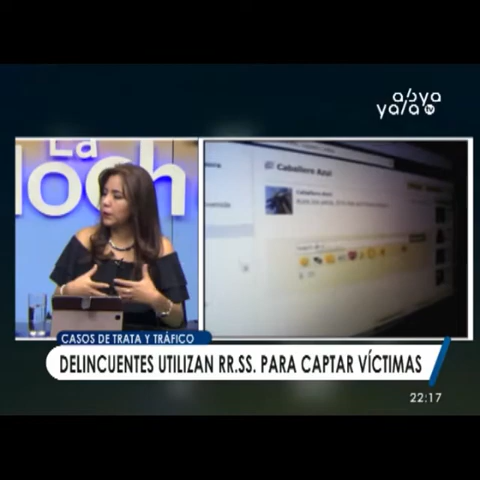 abya
yala tv
La
Noch
Caballero Azul
CASOS DE TRATA Y TRÁFICO
DELINCUENTES UTILIZAN RR.SS. PARA CAPTAR VÍCTIMAS
22:17